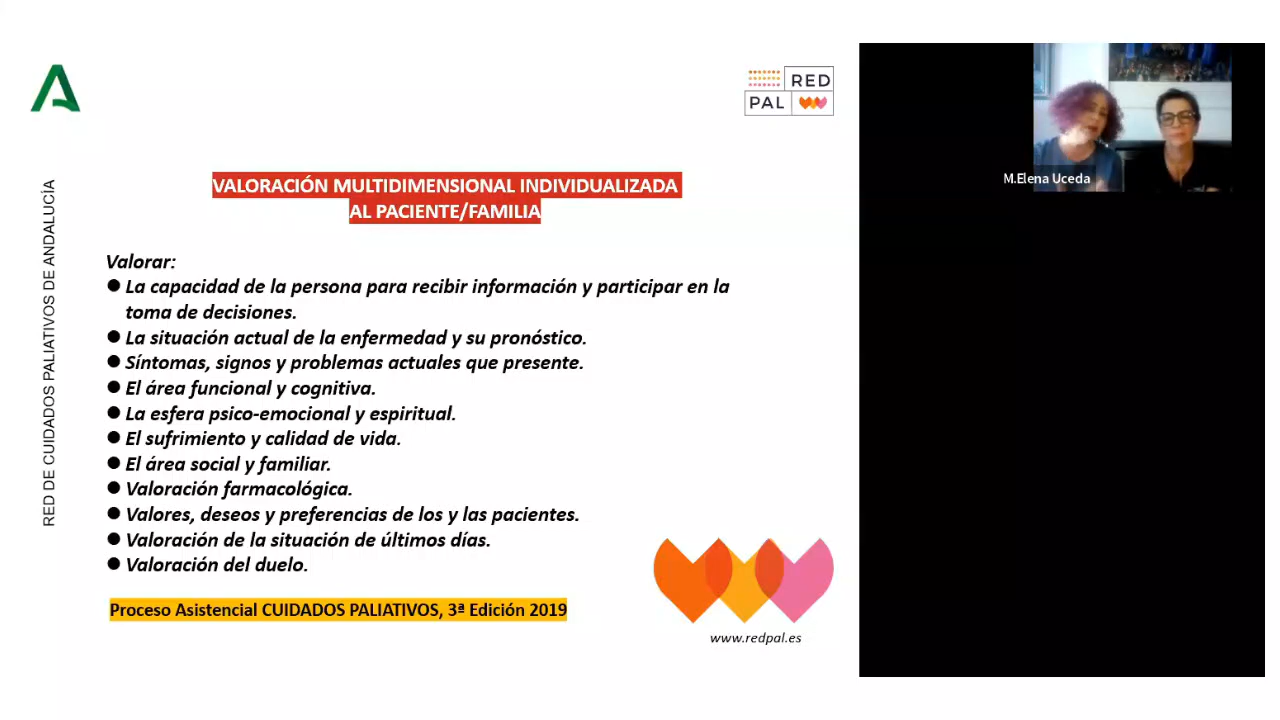 RED
PAL
RED DE CUIDADOS PALIATIVOS DE ANDALUCÍA
VALORACIÓN MULTIDIMENSIONAL INDIVIDUALIZADA
AL PACIENTE/FAMILIA
Valorar:
● La capacidad de la persona para recibir información y participar en la
toma de decisiones.
● La situación actual de la enfermedad y su pronóstico.
● Síntomas, signos y problemas actuales que presente.
● El área funcional y cognitiva.
● La esfera psico-emocional y espiritual.
● El sufrimiento y calidad de vida.
● El área social y familiar.
● Valoración farmacológica.
● Valores, deseos y preferencias de los y las pacientes.
● Valoración de la situación de últimos días.
● Valoración del duelo.
Proceso Asistencial CUIDADOS PALIATIVOS, 3ª Edición 2019
www.redpal.es
M.Elena Uceda